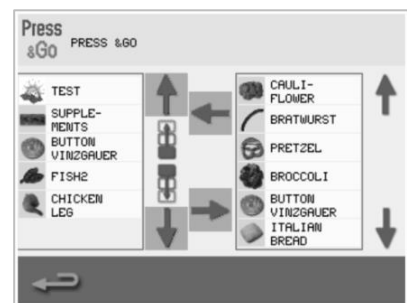 Press
&Go PRESS &GO
TEST
SUPPLE-
MENTS
BUTTON
VINZGAUER
FISH2
CHICKEN
LEG
CAULI-
FLOWER
BRATWURST
PRETZEL
BROCCOLI
BUTTON
VINZGAUER
ITALIAN
BREAD